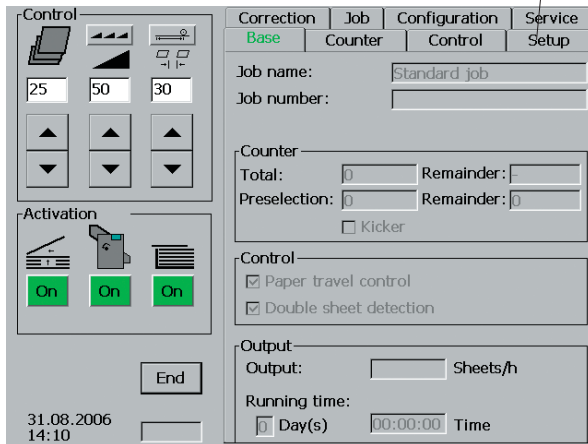 Control
25 50 30
Activation
On On On
End
31.08.2006
14:10
Correction Job Configuration Service
Base Counter Control Setup
Job name: Standard job
Job number:
Counter
Total: 0 Remainder: -
Preselection: 0 Remainder: 0
Kicker
Control
Paper travel control
Double sheet detection
Output
Output: Sheets/h
Running time:
0 Day(s) 00:00:00 Time